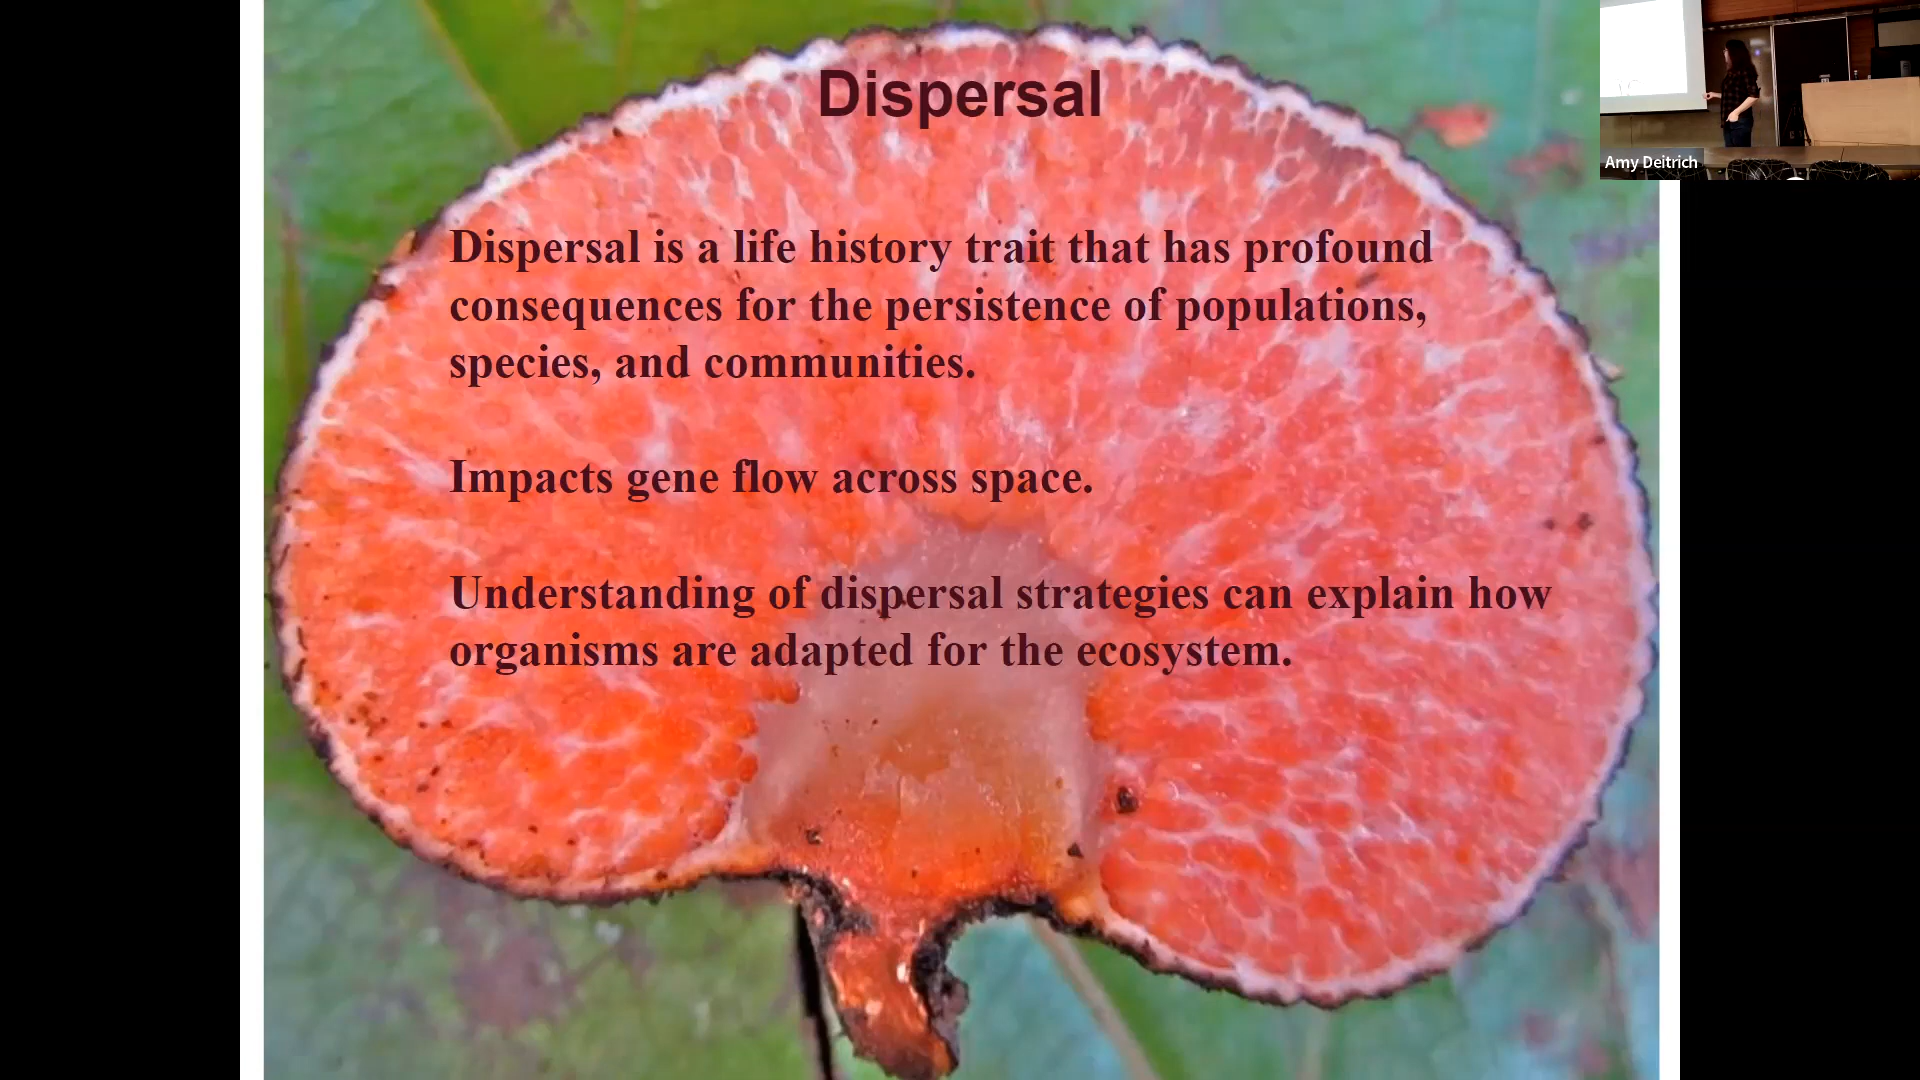 Dispersal
Amy Deitrich
Dispersal is a life history trait that has profound
consequences for the persistence of populations,
species, and communities.
Impacts gene flow across space.
Understanding of dispersal strategies can explain how
organisms are adapted for the ecosystem.